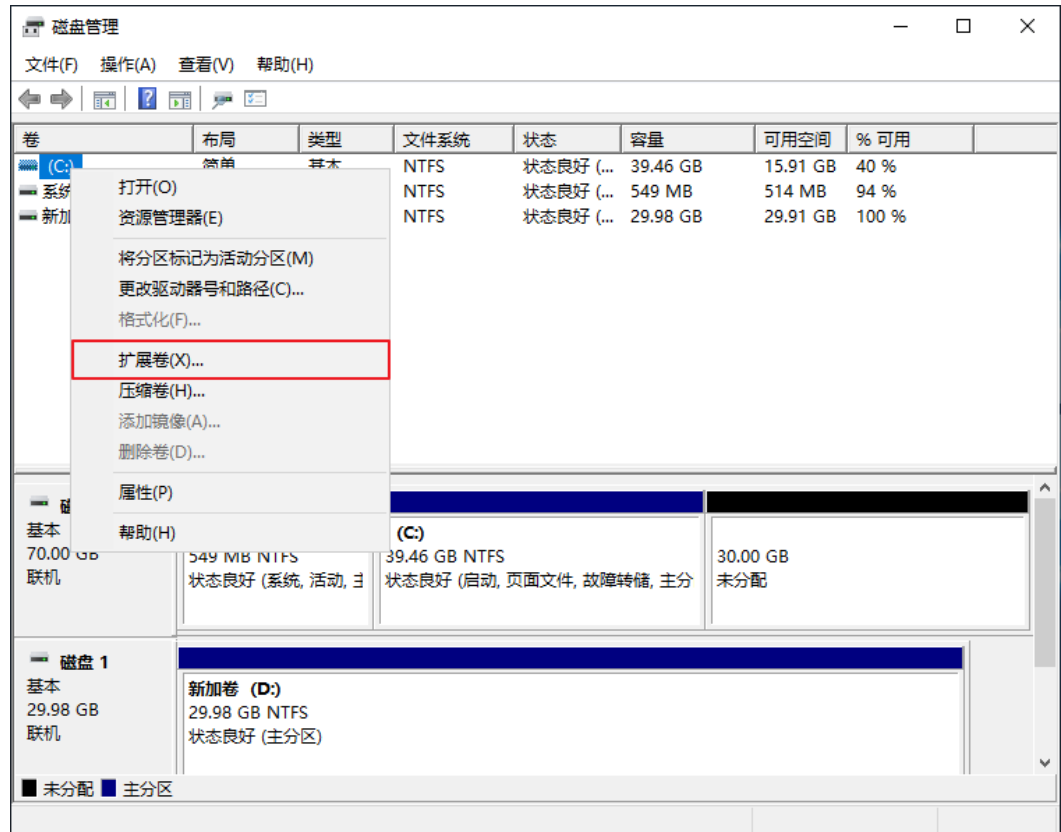 磁盘管理
文件(F) 操作(A) 查看(V) 帮助(H)
卷 布局 类型 文件系统 状态 容量 可用空间 % 可用
(C:) 简单 基本 NTFS 状态良好 (... 39.46 GB 15.91 GB 40 %
系统 NTFS 状态良好 (... 549 MB 514 MB 94 %
新加 NTFS 状态良好 (... 29.98 GB 29.91 GB 100 %
打开(O)
资源管理器(E)
将分区标记为活动分区(M)
更改驱动器号和路径(C)...
格式化(F)...
扩展卷(X)...
压缩卷(H)...
添加镜像(A)...
删除卷(D)...
属性(P)
帮助(H)
基本
70.00 GB
联机
549 MB NTFS
状态良好 (系统, 活动, 主
(C:)
39.46 GB NTFS
状态良好 (启动, 页面文件, 故障转储, 主分
30.00 GB
未分配
磁盘 1
基本
29.98 GB
联机
新加卷 (D:)
29.98 GB NTFS
状态良好 (主分区)
未分配 主分区